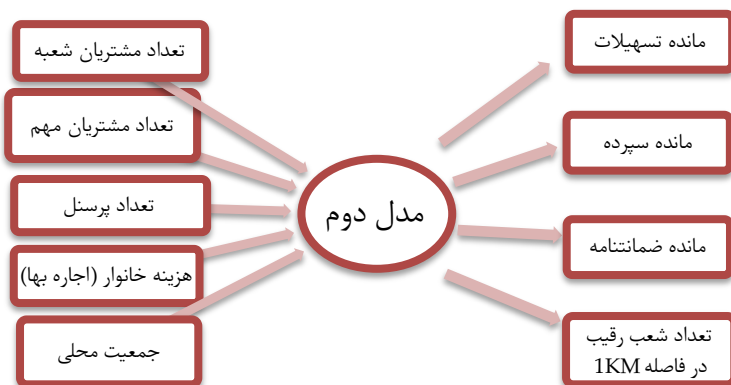 تعداد مشتریان شعبه
تعداد مشتریان مهم
تعداد پرسنل
هزینه خانوار (اجاره بها)
جمعیت محلی
مدل دوم
مانده تسهیلات
مانده سپرده
مانده ضمانتنامه
تعداد شعب رقیب
در فاصله 1KM